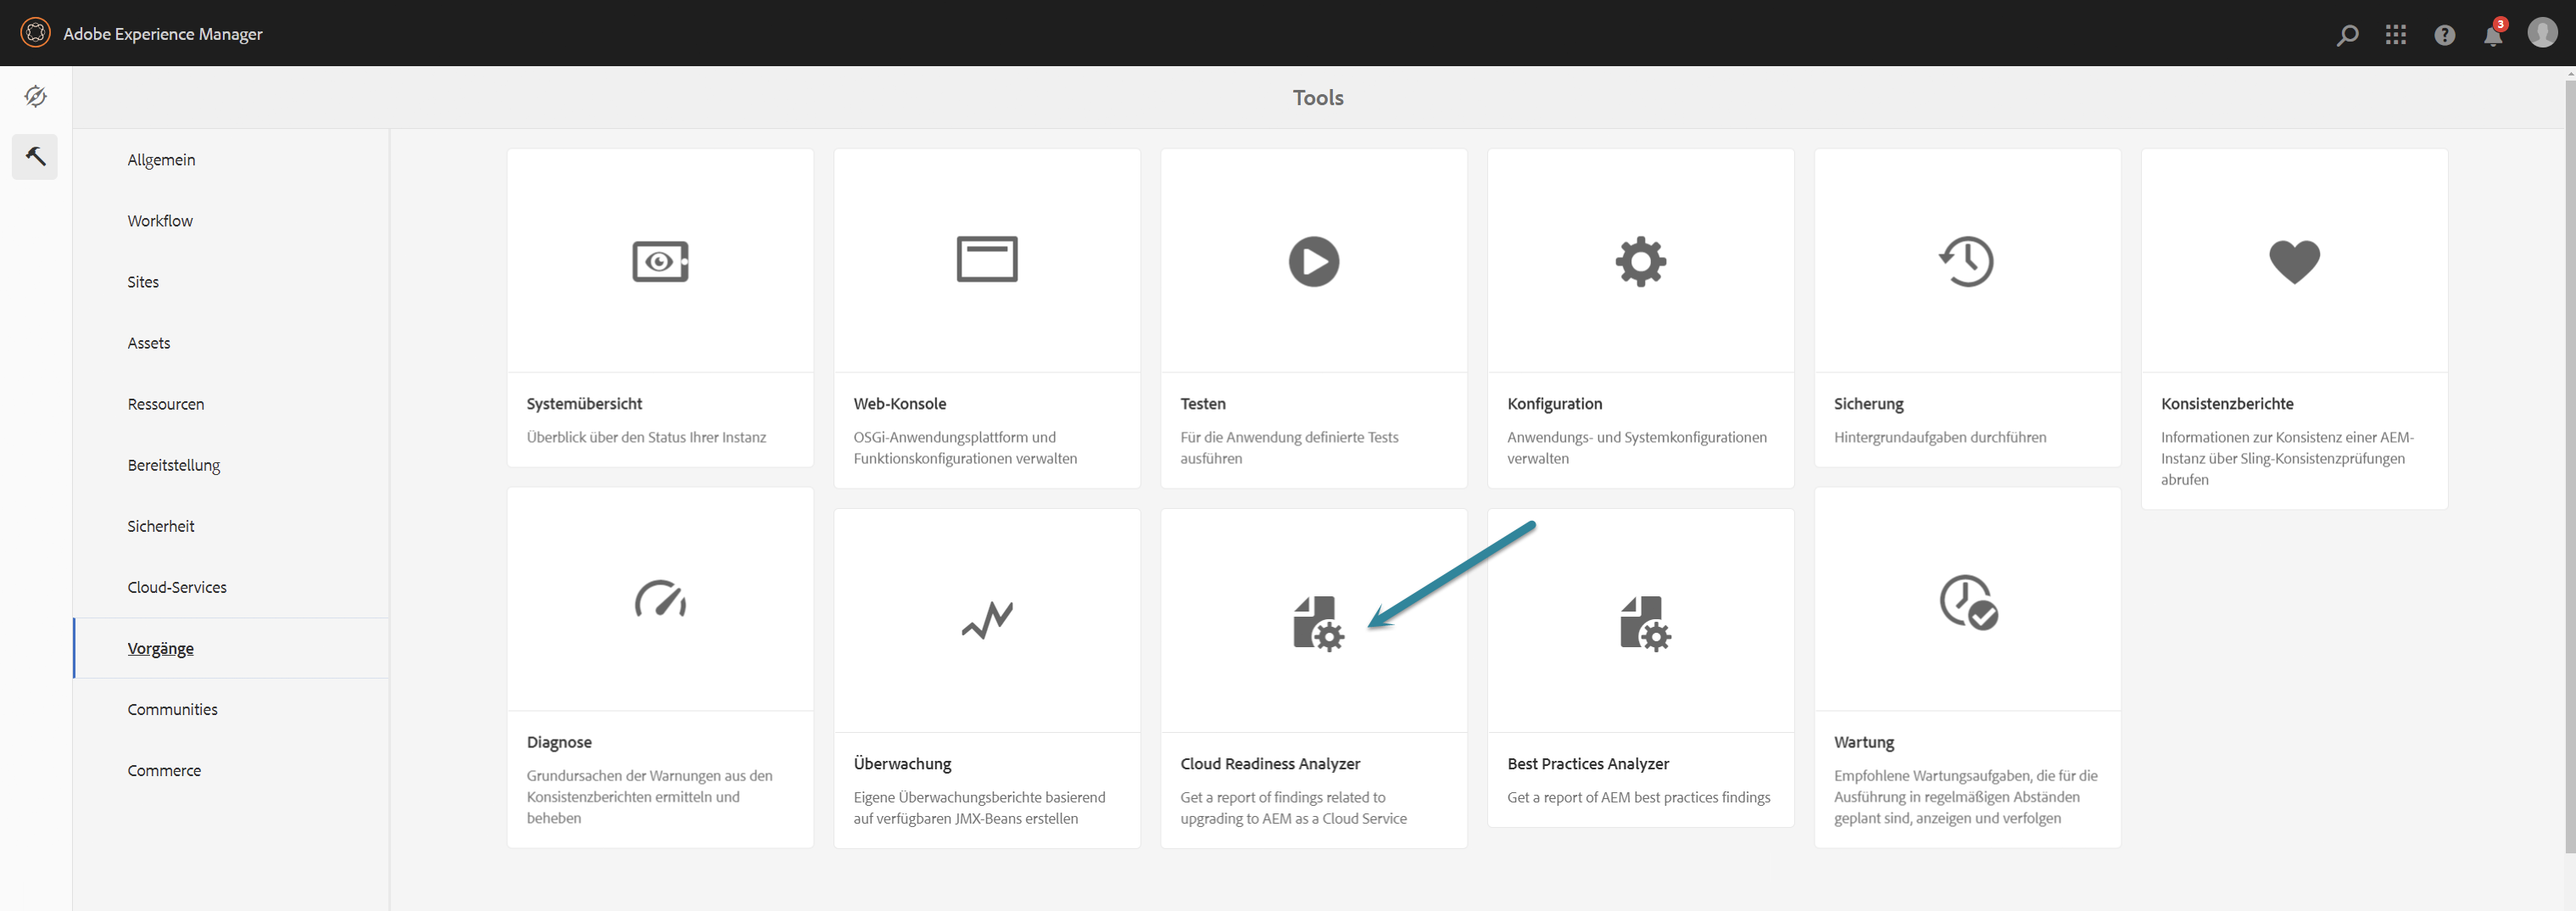 Adobe Experience Manager
3
Tools
Allgemein
Workflow
Sites
Assets
Ressourcen
Bereitstellung
Sicherheit
Cloud-Services
Vorgänge
Communities
Commerce
Systemübersicht
Überblick über den Status Ihrer Instanz
Web-Konsole
OSGi-Anwendungsplattform und
Funktionskonfigurationen verwalten
Testen
Für die Anwendung definierte Tests
ausführen
Konfiguration
Anwendungs- und Systemkonfigurationen
verwalten
Sicherung
Hintergrundaufgaben durchführen
Konsistenzberichte
Informationen zur Konsistenz einer AEM-
Instanz über Sling-Konsistenzprüfungen
abrufen
Diagnose
Grundursachen der Warnungen aus den
Konsistenzberichten ermitteln und
beheben
Überwachung
Eigene Überwachungsberichte basierend
auf verfügbaren JMX-Beans erstellen
Cloud Readiness Analyzer
Get a report of findings related to
upgrading to AEM as a Cloud Service
Best Practices Analyzer
Get a report of AEM best practices findings
Wartung
Empfohlene Wartungsaufgaben, die für die
Ausführung in regelmäßigen Abständen
geplant sind, anzeigen und verfolgen